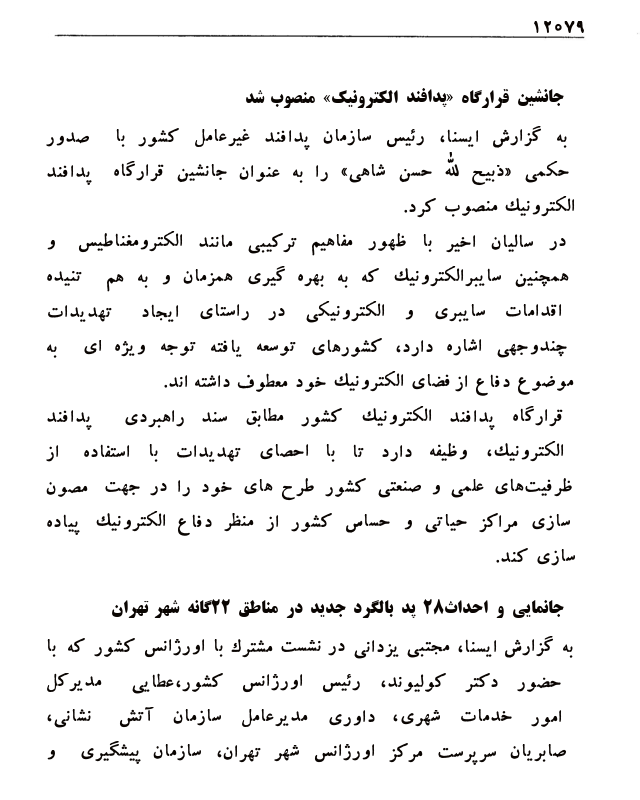 ۱۲۰۷۹
جانشین قرارگاه «پدافند الکترونیک» منصوب شد
به گزارش ایسنا، رئیس سازمان پدافند غیرعامل کشور با صدور
حکمی «ذبیح الله حسن شاهی» را به عنوان جانشین قرارگاه پدافند
الکترونیك منصوب کرد.
در سالیان اخیر با ظهور مفاهیم ترکیبی مانند الکترومغناطیس و
همچنین سایبرالکترونیك که به بهره گیری همزمان و به هم تنیده
اقدامات سایبری و الکترونیکی در راستای ایجاد تهدیدات
چندوجهی اشاره دارد، کشورهای توسعه یافته توجه ویژه ای به
موضوع دفاع از فضای الکترونیك خود معطوف داشته اند.
قرارگاه پدافند الکترونیك کشور مطابق سند راهبردی پدافند
الکترونیك، وظیفه دارد تا با احصای تهدیدات با استفاده از
ظرفیت‌های علمی و صنعتی کشور طرح های خود را در جهت مصون
سازی مراکز حیاتی و حساس کشور از منظر دفاع الکترونیك پیاده
سازی کند.
جانمایی و احداث۲۸ پد بالگرد جدید در مناطق ۲۲گانه شهر تهران
به گزارش ایسنا، مجتبی یزدانی در نشست مشترك با اورژانس کشور که با
حضور دکتر کولیوند، رئیس اورژانس کشور،عطایی مدیرکل
امور خدمات شهری، داوری مدیرعامل سازمان آتش نشانی،
صابریان سرپرست مرکز اورژانس شهر تهران، سازمان پیشگیری و